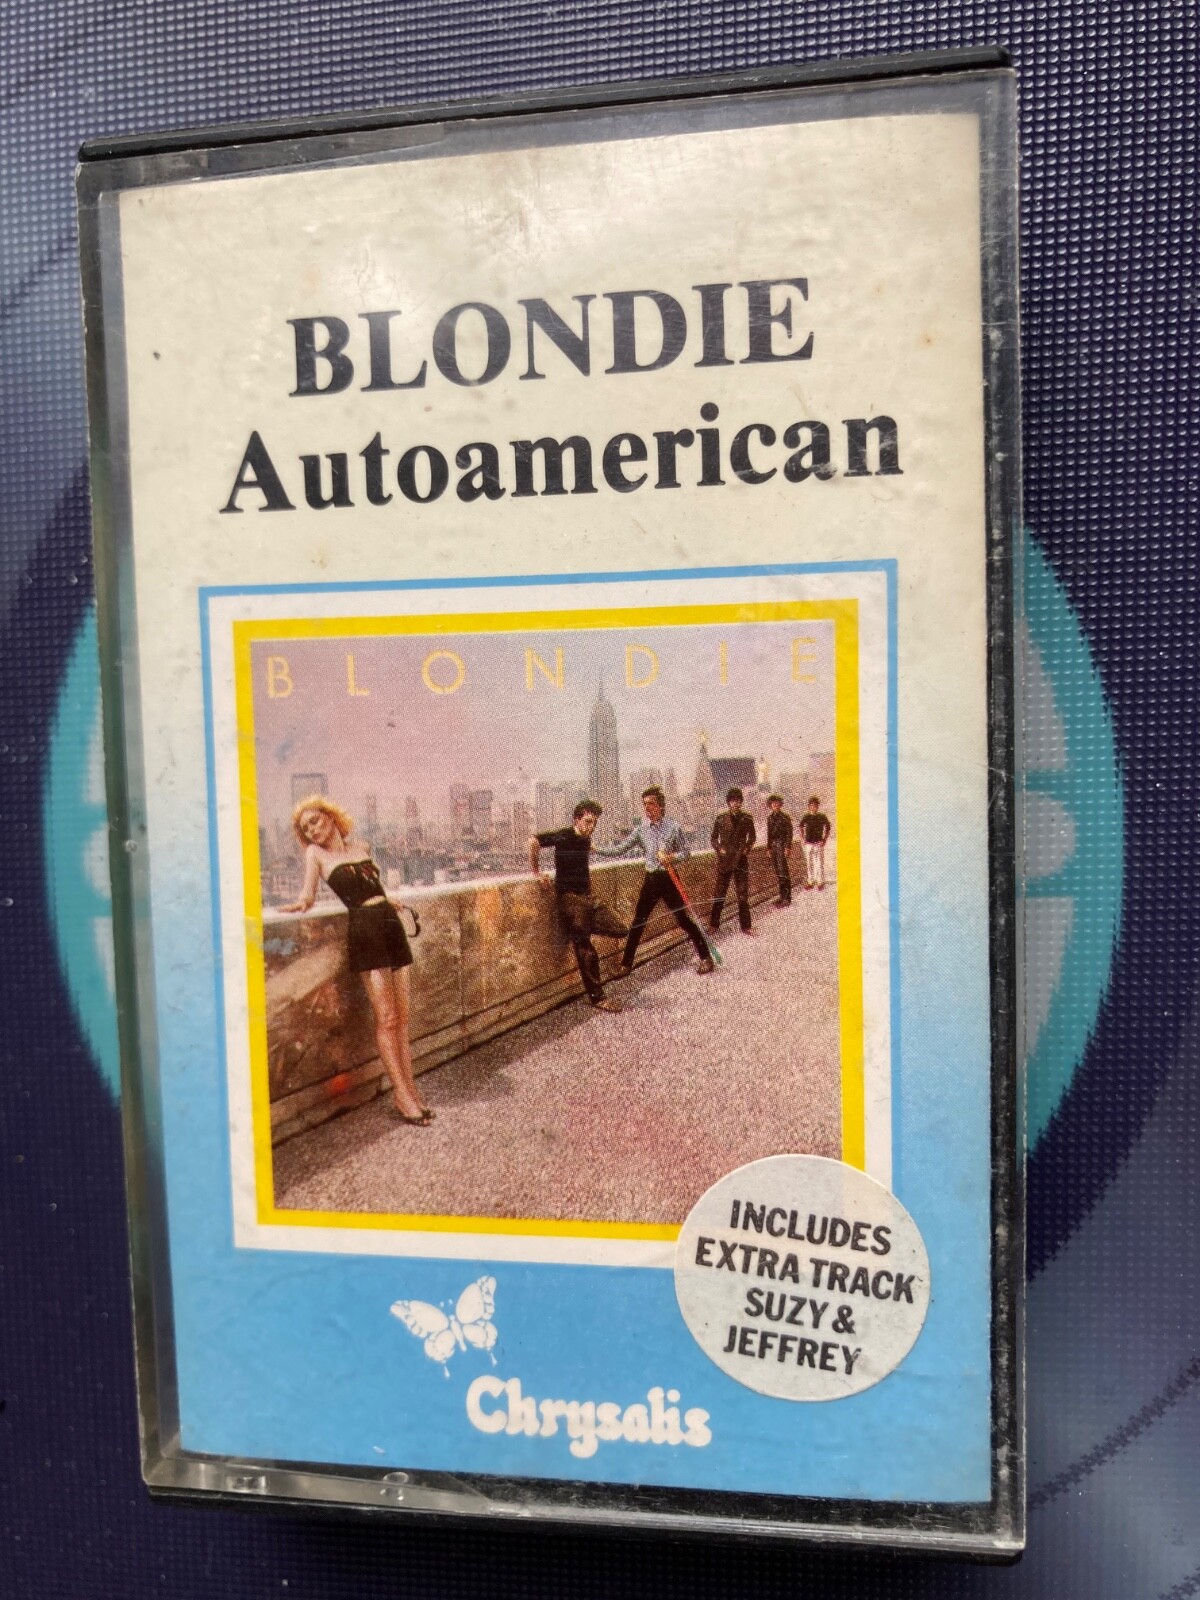 BLONDIE
Autoamerican
BLONDIE
INCLUDES
EXTRA TRACK
SUZY &
JEFFREY
Chrysalis